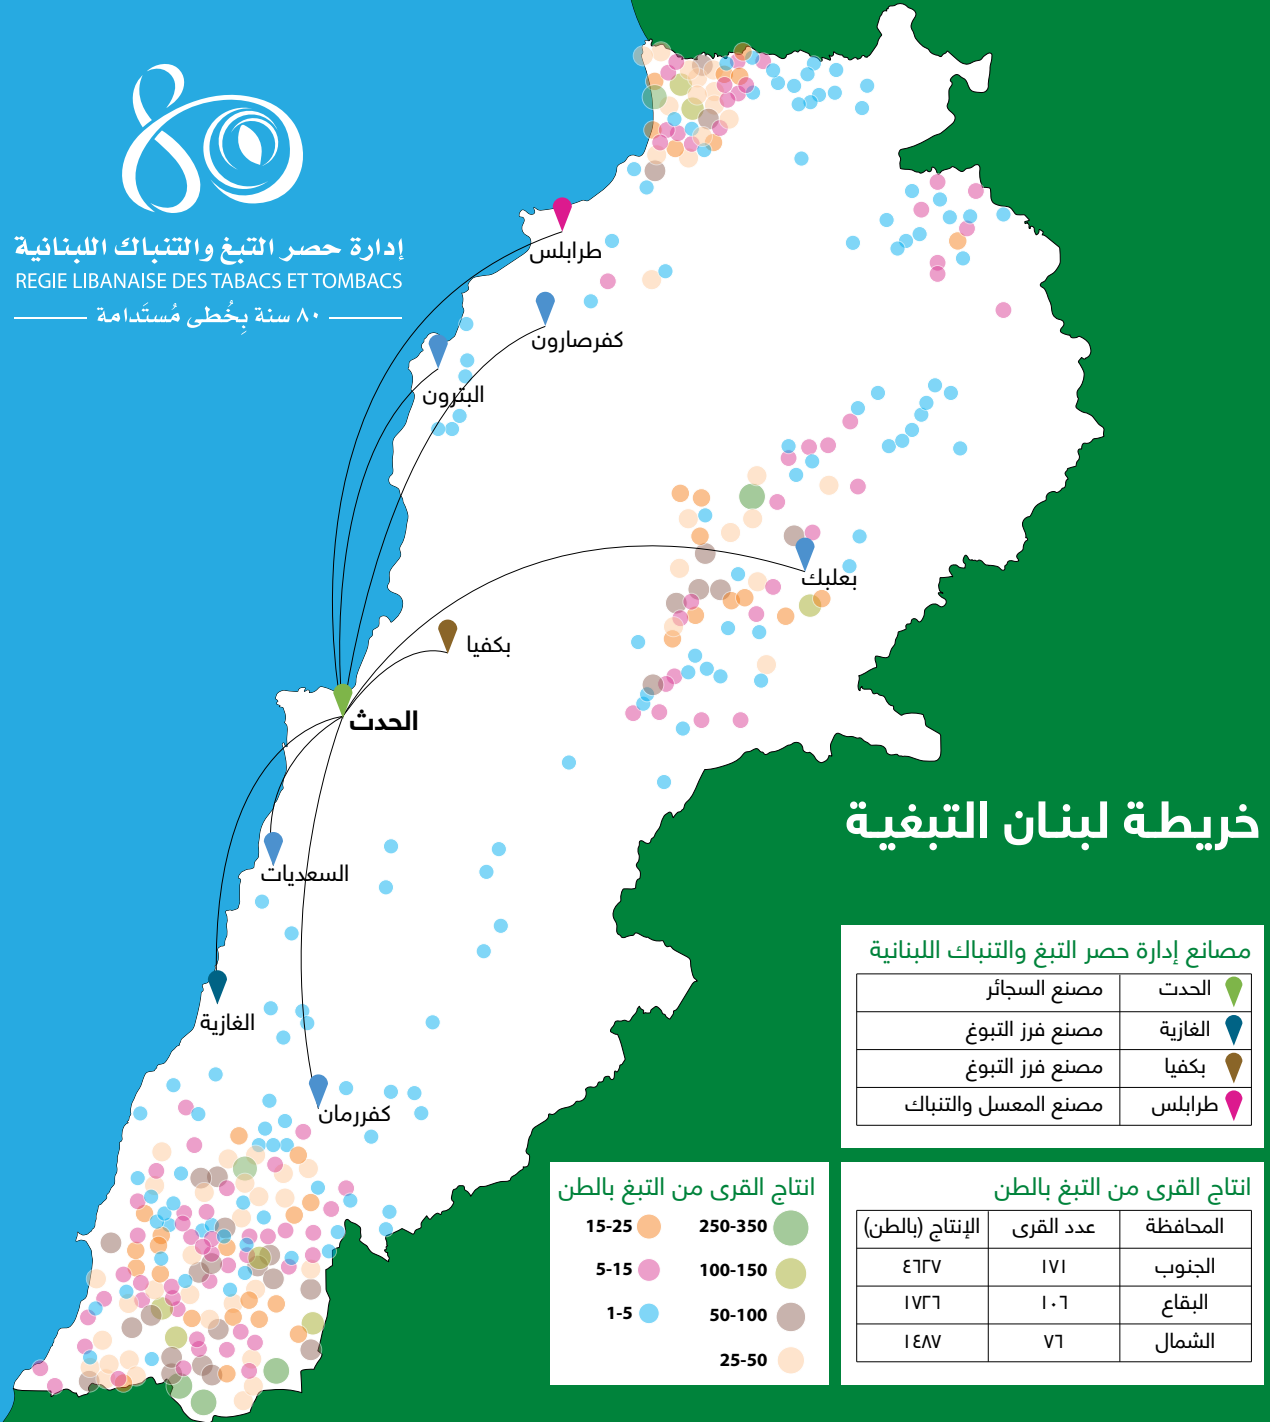 إدارة حصر التبغ والتنباك اللبنانية
REGIE LIBANAISE DES TABACS ET TOMBACS
٨٠ سنة بِخُطى مُستَدامة
طرابلس
كفرصارون
البترون
بعلبك
بكفيا
الحدث
السعديات
الغازية
كفررمان
خريطة لبنان التبغية
مصانع إدارة حصر التبغ والتنباك اللبنانية
الحدت مصنع السجائر
الغازية مصنع فرز التبوغ
بكفيا مصنع فرز التبوغ
طرابلس مصنع المعسل والتنباك
انتاج القرى من التبغ بالطن
250-350 15-25
100-150 5-15
50-100 1-5
25-50
انتاج القرى من التبغ بالطن
المحافظة عدد القرى الإنتاج (بالطن)
الجنوب ١٧١ ٤٦٢٧
البقاع ١٠٦ ١٧٢٦
الشمال ٧٦ ١٤٨٧